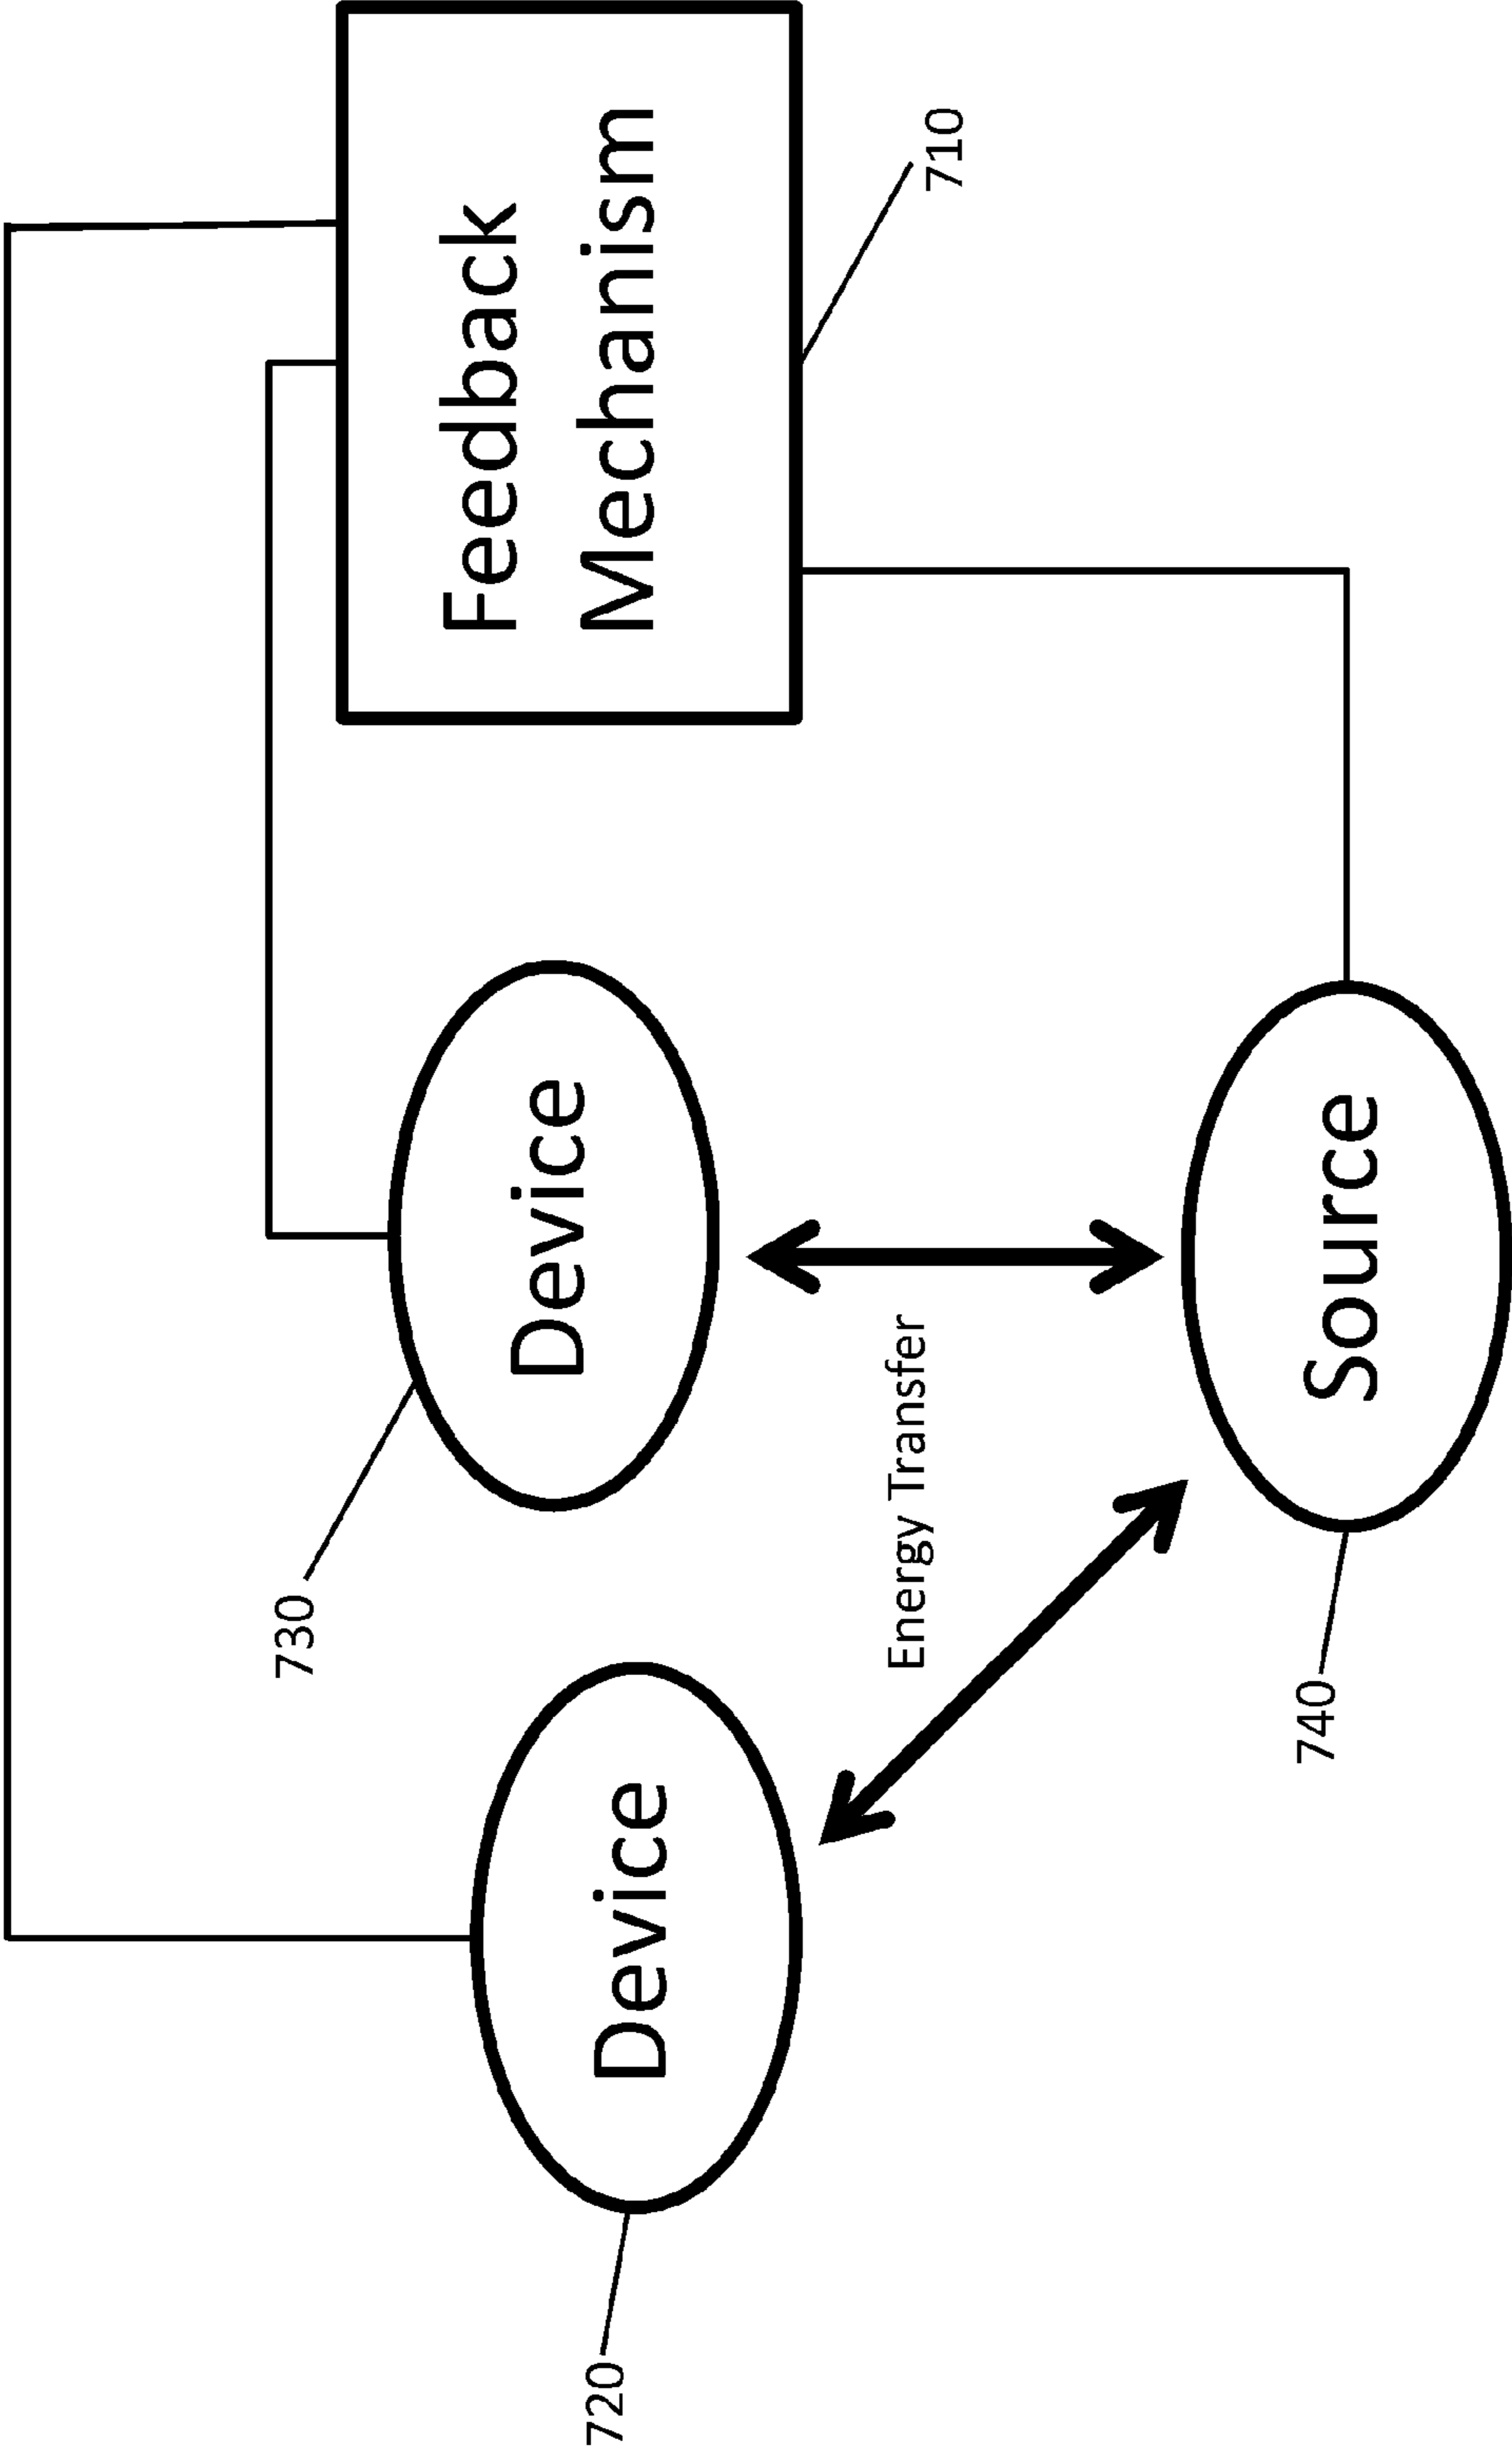 Feedback
Mechanism
710
Device
730
Device
720
Energy Transfer
Source
740